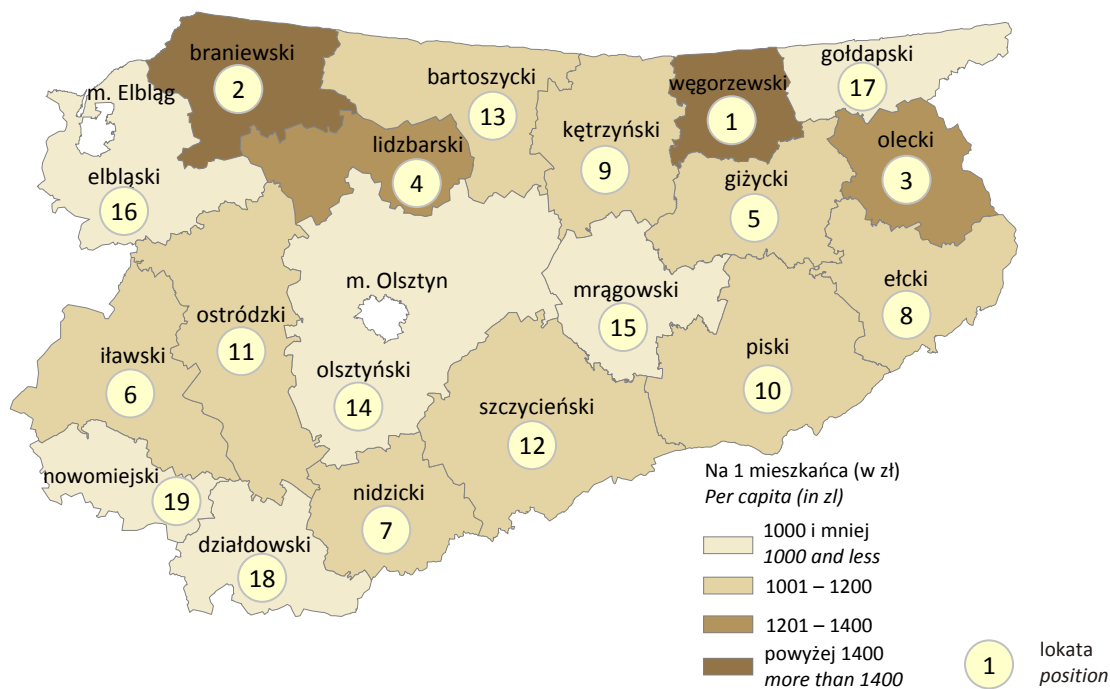 braniewski
2
m. Elbląg
bartoszycki
13
węgorzewski
1
gołdapski
17
lidzbarski
4
kętrzyński
9
olecki
3
elbląski
16
giżycki
5
m. Olsztyn
mrągowski
15
ełcki
8
ostródzki
11
iławski
6
olsztyński
14
piski
10
szczycieński
12
nowomiejski
19
nidzicki
7
działdowski
18
Na 1 mieszkańca (w zł)
Per capita (in zl)
1000 i mniej
1000 and less
1001 – 1200
1201 – 1400
powyżej 1400
more than 1400
1
lokata
position